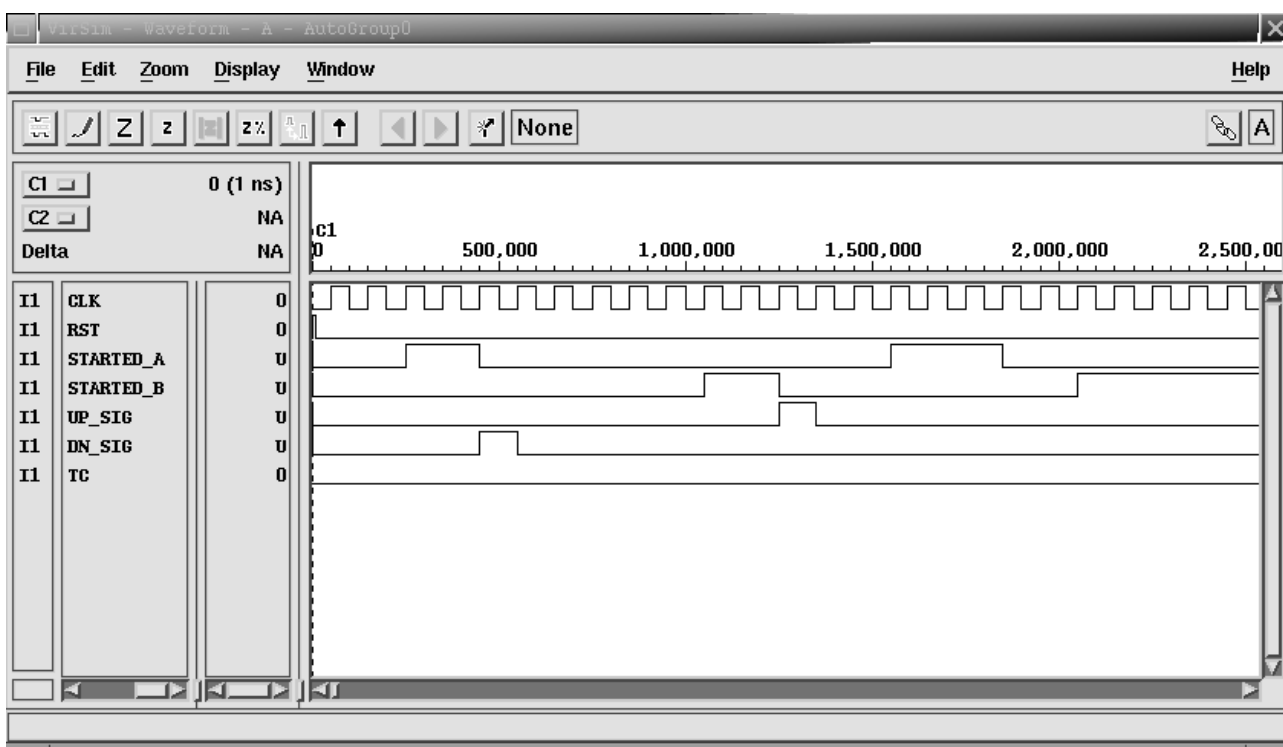 VirSim - Waveform - A - AutoGroup0
File Edit Zoom Display Window Help
Z z z% None A
C1 0 (1 ns)
C2 NA
Delta NA
C1
0 500,000 1,000,000 1,500,000 2,000,000 2,500,00
I1 CLK 0
I1 RST 0
I1 STARTED_A U
I1 STARTED_B U
I1 UP_SIG U
I1 DN_SIG U
I1 TC 0